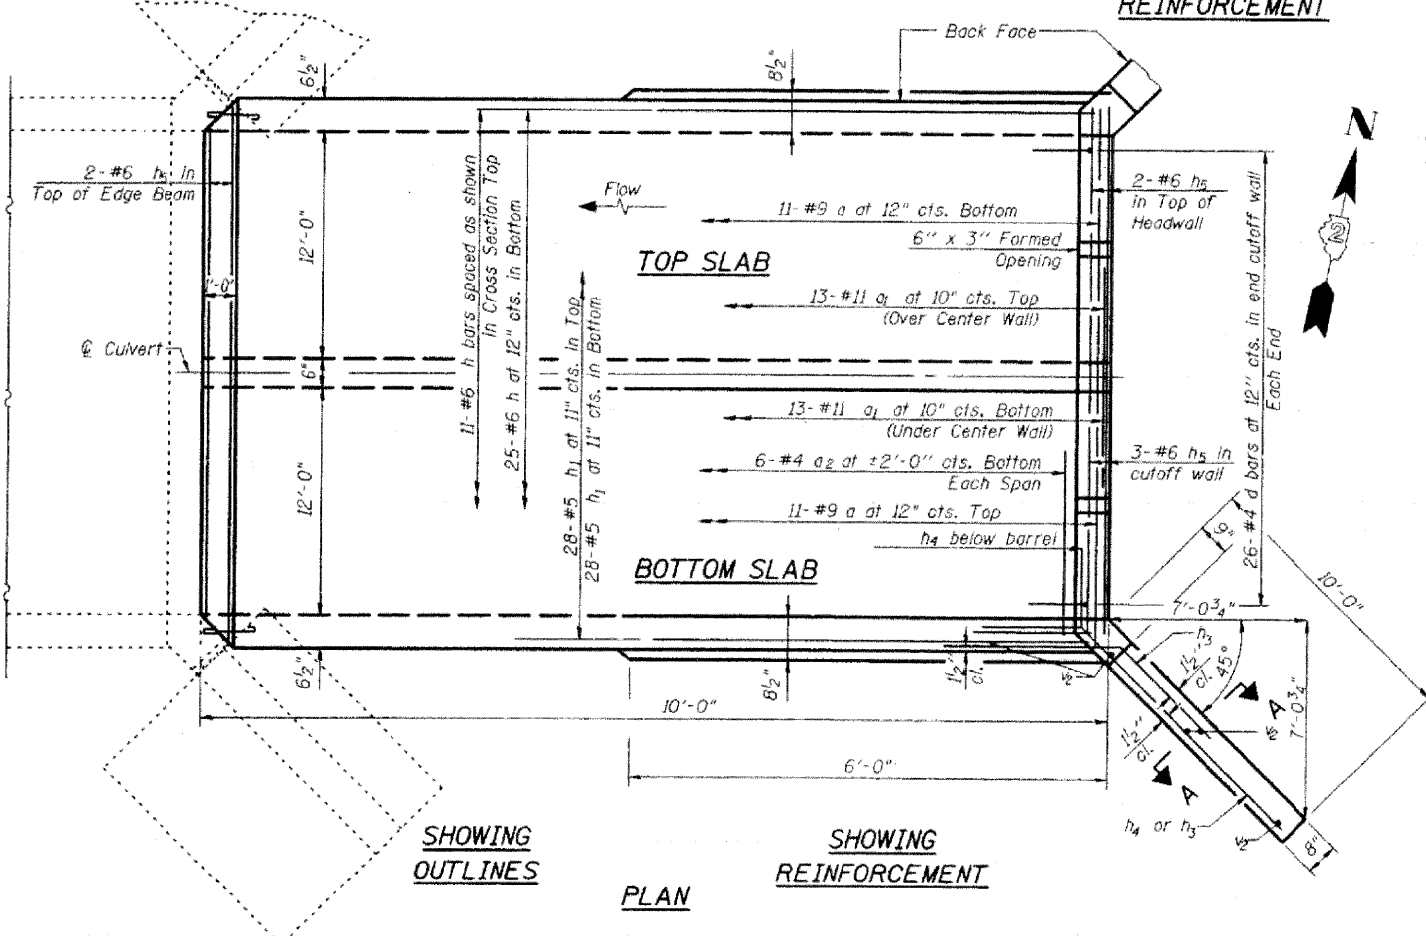 REINFORCEMENT
Back Face
6½"
8½"
N
2
2-#6 h5 in
Top of Edge Beam
2-#6 h5
in Top of
Headwall
Flow
11-#9 a at 12" cts. Bottom
6" x 3" Formed
Opening
TOP SLAB
12'-0"
11-#6 h bars spaced as shown
in Cross Section Top
25-#6 h at 12" cts. in Bottom
1'-0"
13-#11 a1 at 10" cts. Top
(Over Center Wall)
26-#4 d bars at 12" cts. in end cutoff wall
Each End
℄ Culvert
6"
28-#5 h1 at 11" cts. in Top
28-#5 h1 at 11" cts. in Bottom
13-#11 a1 at 10" cts. Bottom
(Under Center Wall)
6-#4 a2 at ±2'-0" cts. Bottom
Each Span
3-#6 h5 in
cutoff wall
12'-0"
11-#9 a at 12" cts. Top
h4 below barrel
9"
10'-0"
BOTTOM SLAB
7'-0¾"
h3
1½"
cl.
45°
6½"
8½"
1½"
cl.
v2
10'-0"
7'-0¾"
A
1½"
cl.
6'-0"
A
h4 or h3
v2
8"
SHOWING
OUTLINES
SHOWING
REINFORCEMENT
PLAN